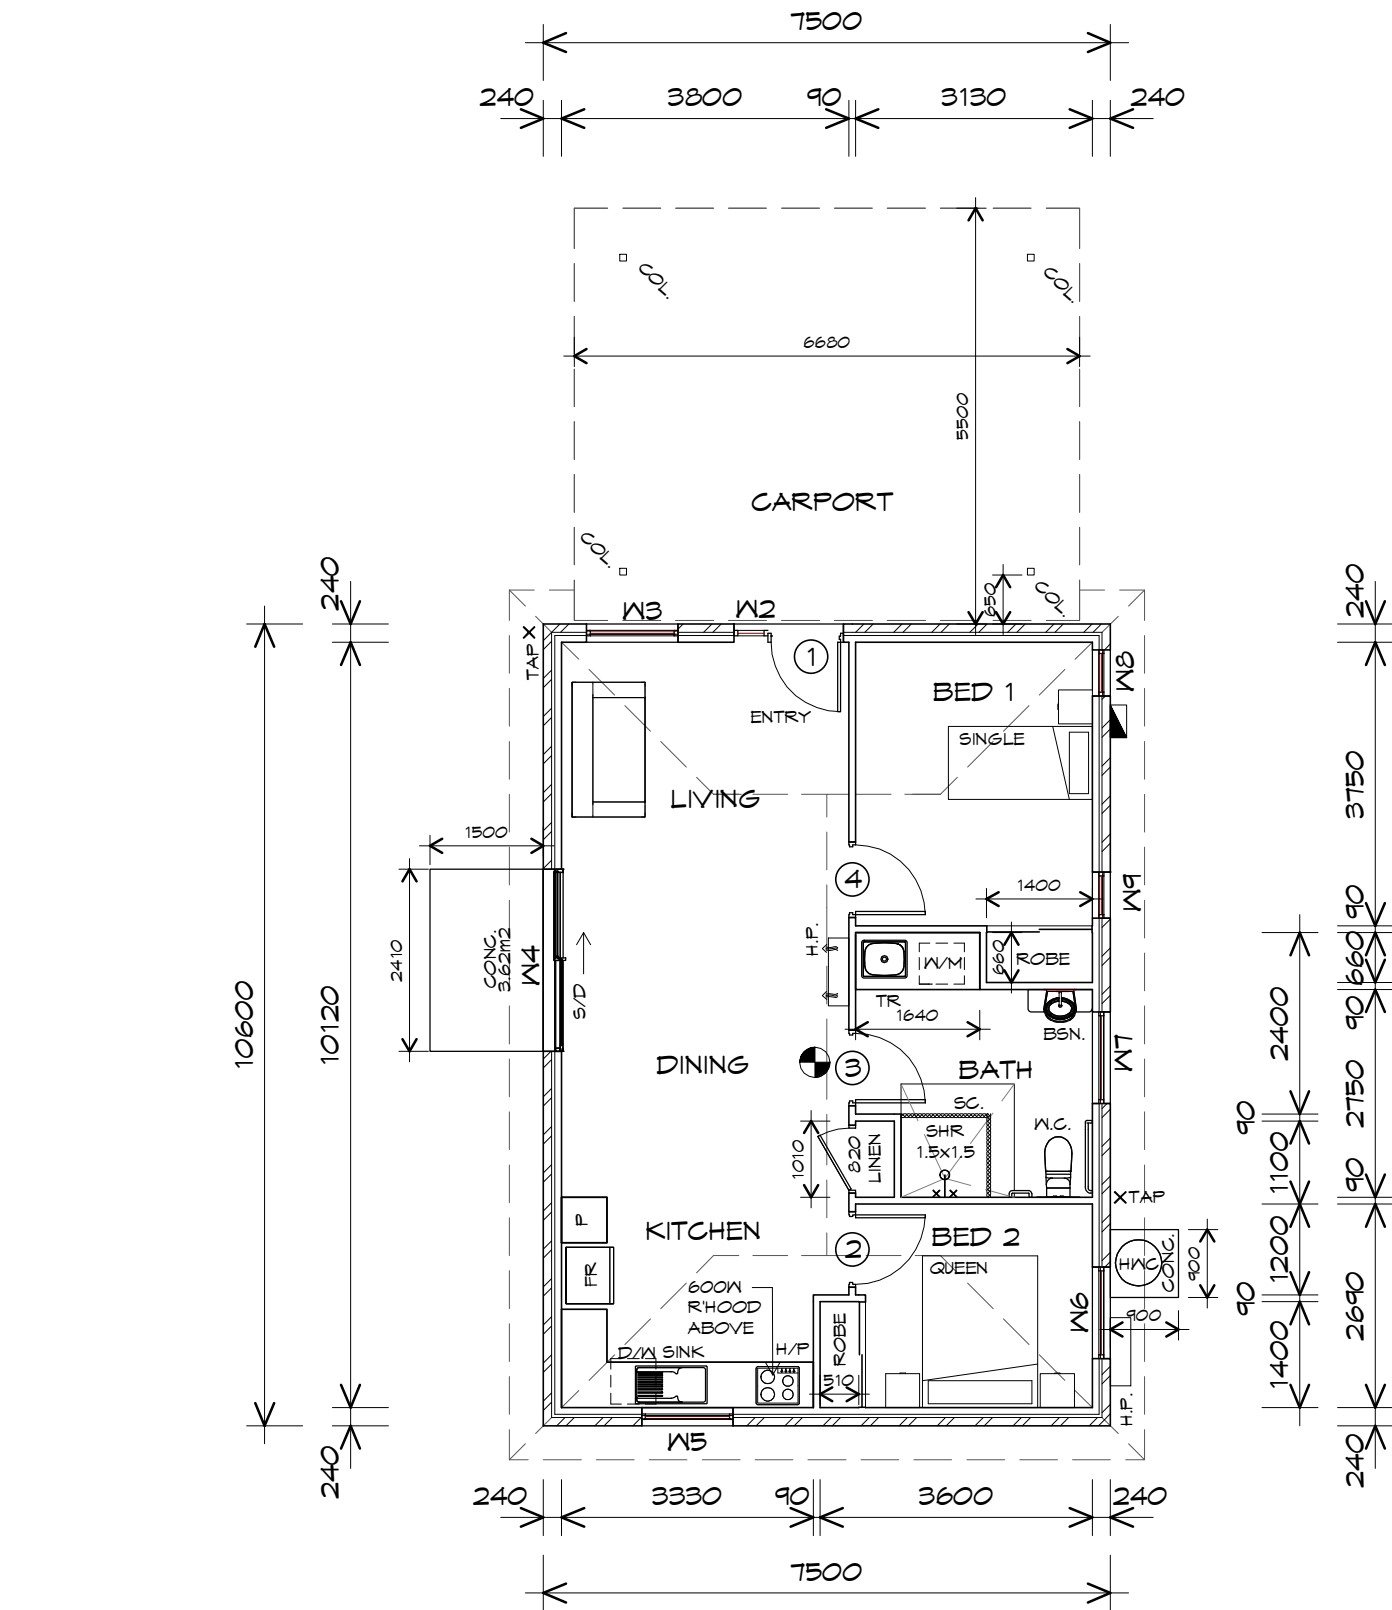 7500
240 3800 90 3130 240
COL.
COL.
6680
5500
CARPORT
COL.
COL.
650
240
240
W3 W2
TAP X
1
W8
BED 1
ENTRY
SINGLE
LIVING
3750
1500
4
1400
W9
90
H.P.
2410
CONC.
3.62m2
W4
S/D
W/M
660
ROBE
660
TR
1640
BSN.
90
10600
10120
2400
DINING
3
BATH
W7
2750
SC.
90
1010
820
LINEN
SHR
1.5x1.5
W.C.
1100
90
XTAP
P
KITCHEN
2
BED 2
QUEEN
FR
HWC
CONC.
900
1200
600W
R'HOOD
ABOVE
90
W6
900
2690
D/W SINK
H/P
ROBE
1400
510
H.P.
W5
240
240
240 3330 90 3600 240
7500